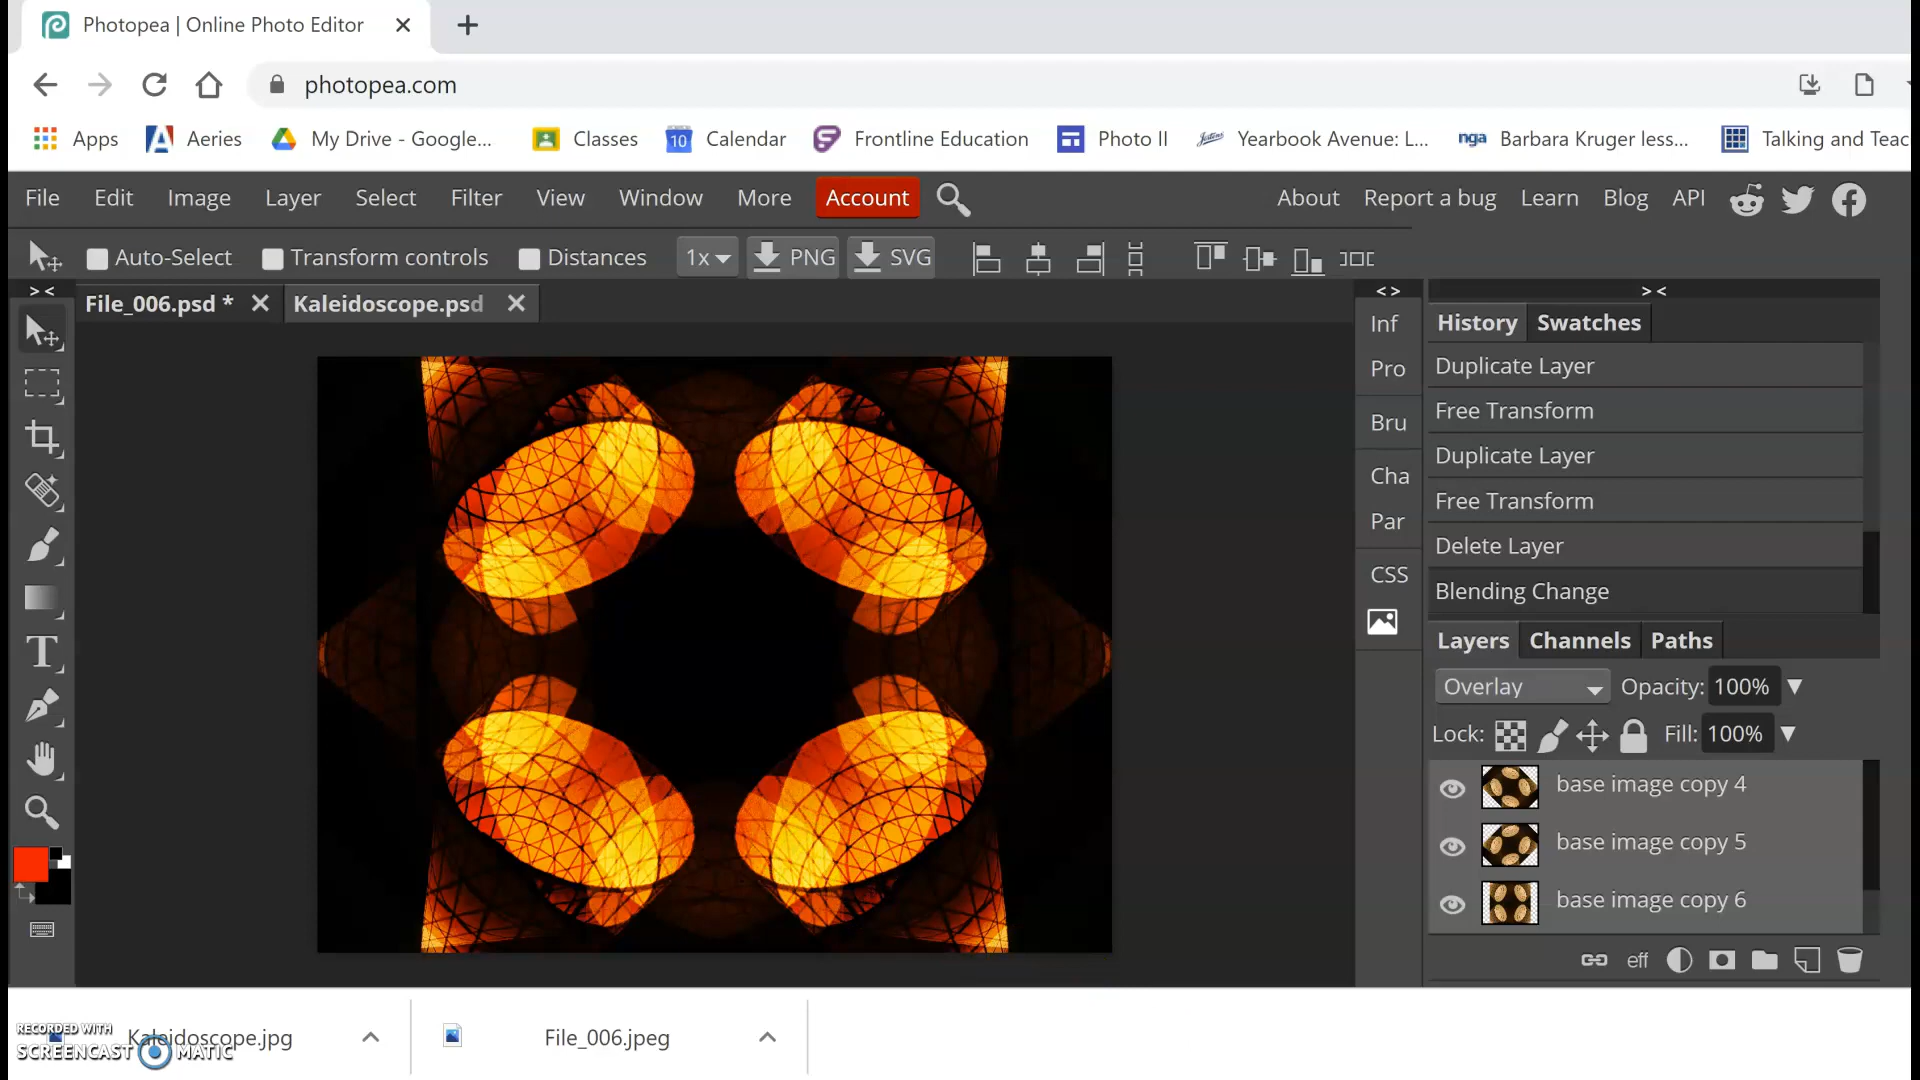 Photopea | Online Photo Editor
photopea.com
Apps Aeries My Drive - Google... Classes 10 Calendar Frontline Education Photo II Yearbook Avenue: L... nga Barbara Kruger less... Talking and Teac
File Edit Image Layer Select Filter View Window More Account About Report a bug Learn Blog API
Auto-Select Transform controls Distances 1x PNG SVG
> < < > > <
File_006.psd * Kaleidoscope.psd
Inf
Pro
Bru
Cha
Par
CSS
History Swatches
Duplicate Layer
Free Transform
Duplicate Layer
Free Transform
Delete Layer
Blending Change
Layers Channels Paths
Overlay Opacity: 100%
Lock: Fill: 100%
base image copy 4
base image copy 5
base image copy 6
eff
Kaleidoscope.jpg File_006.jpeg
RECORDED WITH
SCREENCAST MATIC